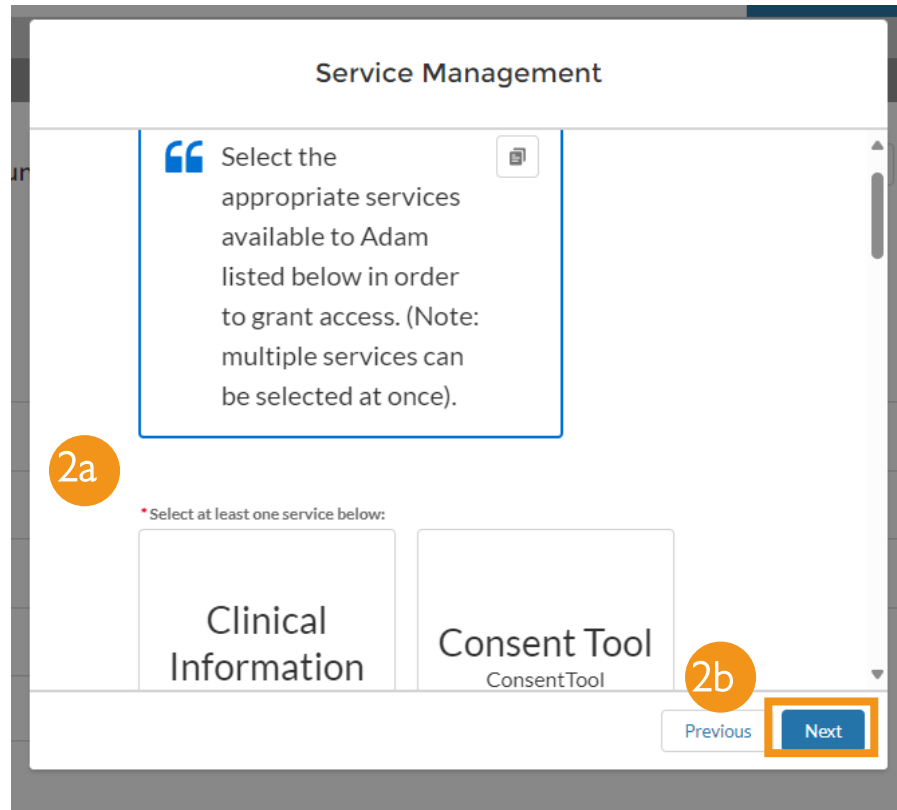 Service Management
Select the
appropriate services
available to Adam
listed below in order
to grant access. (Note:
multiple services can
be selected at once).
2a
*Select at least one service below:
Clinical
Information
Consent Tool
ConsentTool
2b
Previous
Next